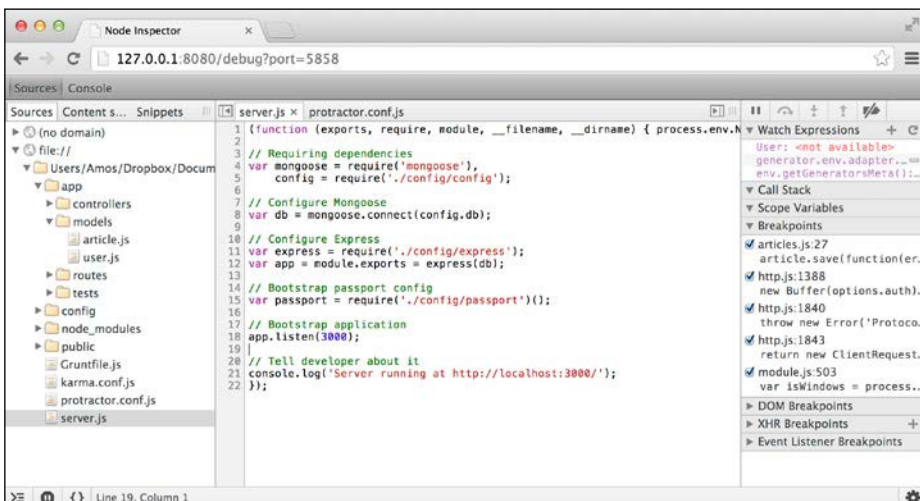 Node Inspector ×
127.0.0.1:8080/debug?port=5858
Sources Console
Sources Content s... Snippets
(no domain)
file://
Users/Amos/Dropbox/Docum
app
controllers
models
article.js
user.js
routes
tests
config
node_modules
public
Gruntfile.js
karma.conf.js
protractor.conf.js
server.js
server.js × protractor.conf.js
1 (function (exports, require, module, __filename, __dirname) { process.env.N
2
3 // Requiring dependencies
4 var mongoose = require('mongoose'),
5 config = require('./config/config');
6
7 // Configure Mongoose
8 var db = mongoose.connect(config.db);
9
10 // Configure Express
11 var express = require('./config/express');
12 var app = module.exports = express(db);
13
14 // Bootstrap passport config
15 var passport = require('./config/passport')();
16
17 // Bootstrap application
18 app.listen(3000);
19
20 // Tell developer about it
21 console.log('Server running at http://localhost:3000/');
22 });
Watch Expressions + C
User: <not available>
generator.env.adapter....
env.getGeneratorsMeta():...
Call Stack
Scope Variables
Breakpoints
articles.js:27
article.save(function(er.
http.js:1388
new Buffer(options.auth).
http.js:1840
throw new Error('Protoco.
http.js:1843
return new ClientRequest.
module.js:503
var isWindows = process..
DOM Breakpoints
XHR Breakpoints +
Event Listener Breakpoints
{} Line 19, Column 1